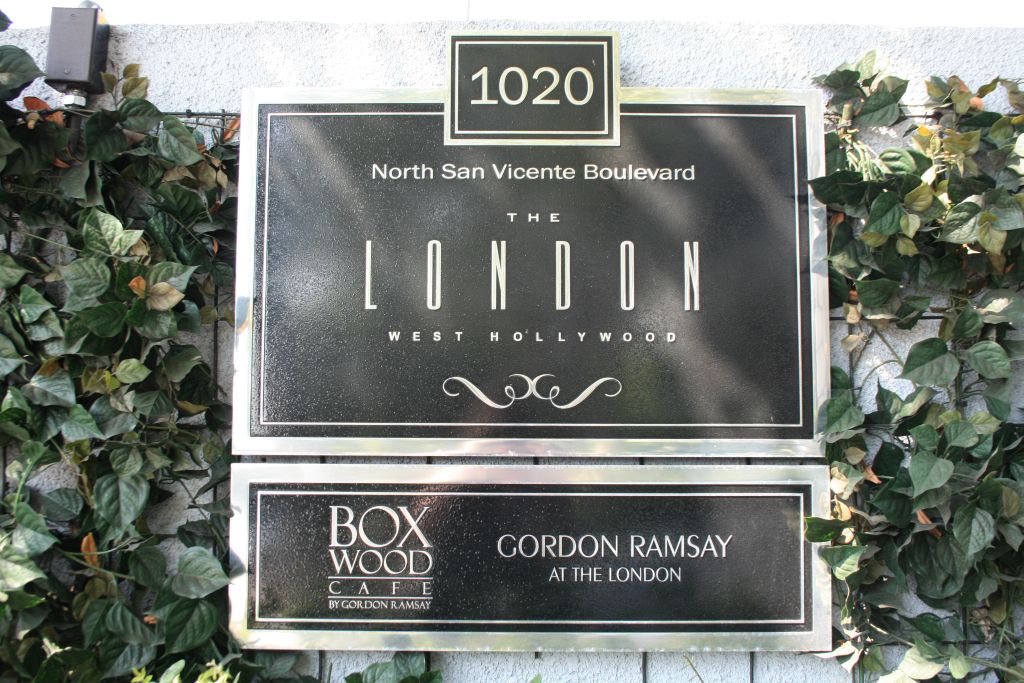 1020
North San Vicente Boulevard
THE
LONDON
WEST HOLLYWOOD
BOX
WOOD
CAFE
BY GORDON RAMSAY
GORDON RAMSAY
AT THE LONDON